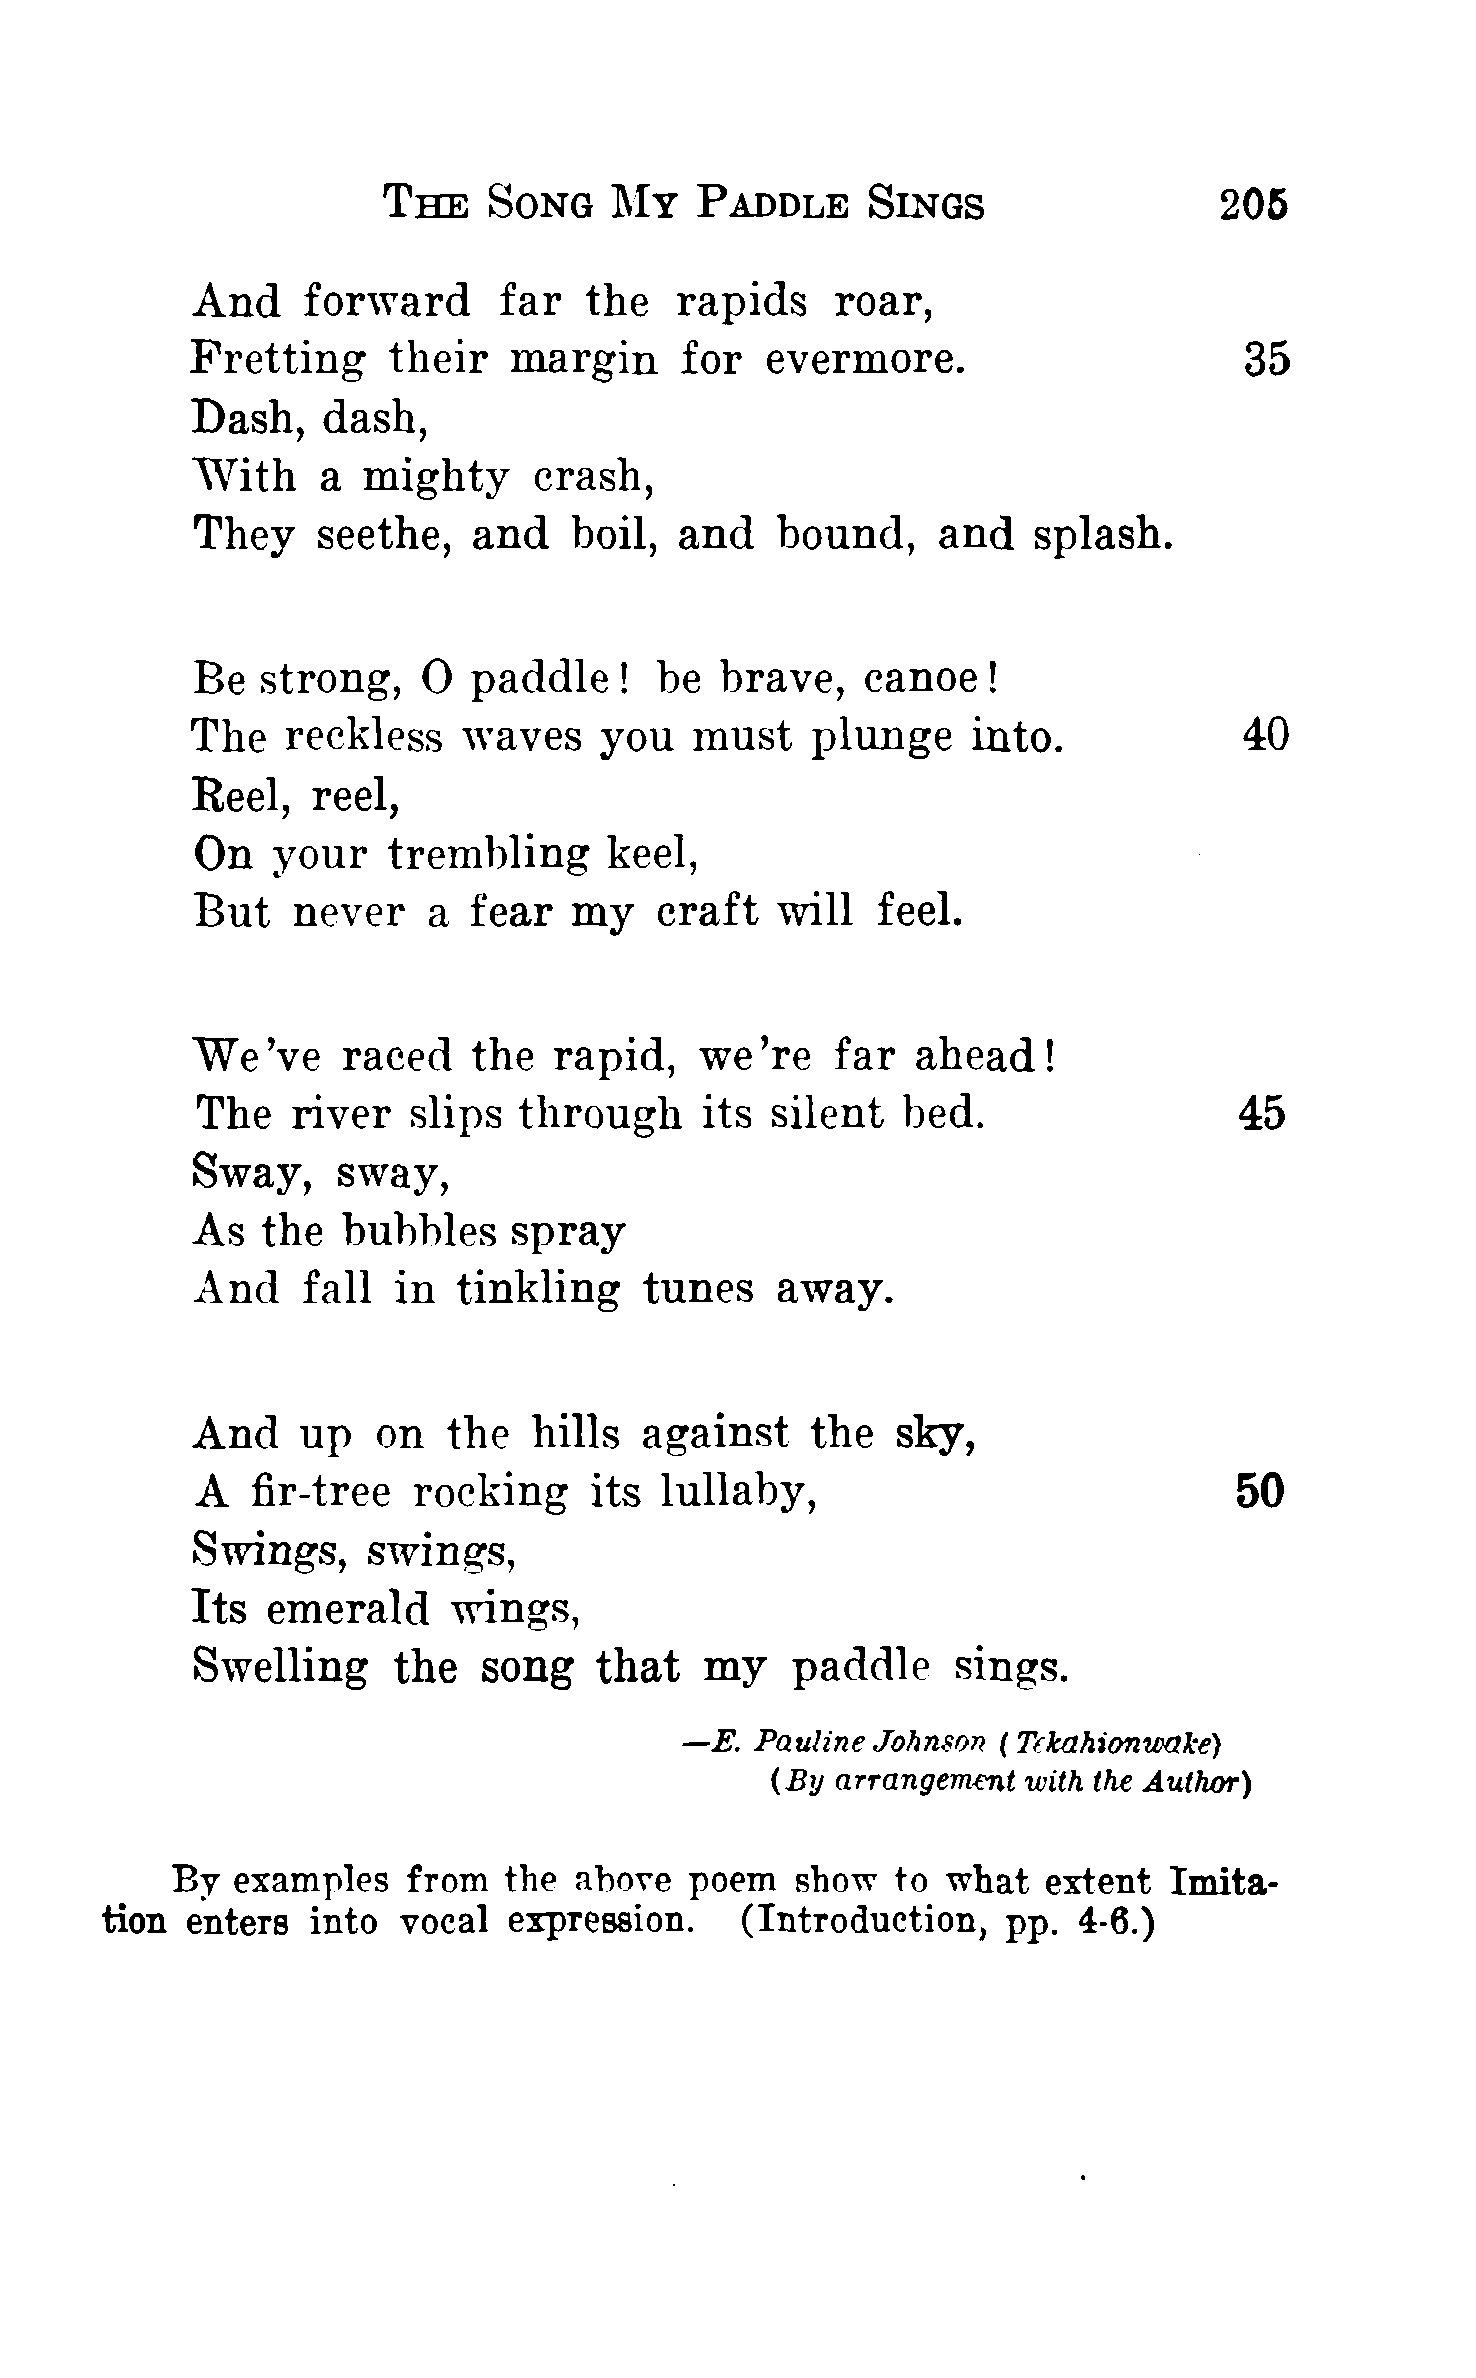 THE SONG MY PADDLE SINGS 205
And forward far the rapids roar,
Fretting their margin for evermore. 35
Dash, dash,
With a mighty crash,
They seethe, and boil, and bound, and splash.
Be strong, O paddle! be brave, canoe!
The reckless waves you must plunge into. 40
Reel, reel,
On your trembling keel,
But never a fear my craft will feel.
We've raced the rapid, we're far ahead!
The river slips through its silent bed. 45
Sway, sway,
As the bubbles spray
And fall in tinkling tunes away.
And up on the hills against the sky,
A fir-tree rocking its lullaby, 50
Swings, swings,
Its emerald wings,
Swelling the song that my paddle sings.
—E. Pauline Johnson (Tekahionwake)
(By arrangement with the Author)
By examples from the above poem show to what extent Imita-
tion enters into vocal expression. (Introduction, pp. 4-6.)